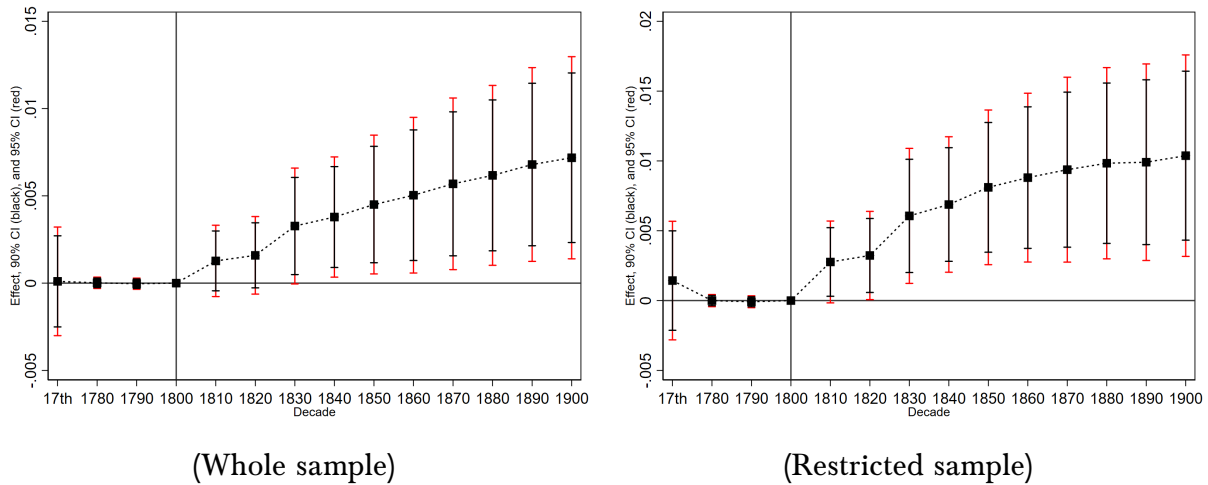 Effect, 90% CI (black), and 95% CI (red)
.015
.01
.005
0
-.005
17th 1780 1790 1800 1810 1820 1830 1840 1850 1860 1870 1880 1890 1900
Decade
(Whole sample)
Effect, 90% CI (black), and 95% CI (red)
.02
.015
.01
.005
0
-.005
17th 1780 1790 1800 1810 1820 1830 1840 1850 1860 1870 1880 1890 1900
Decade
(Restricted sample)